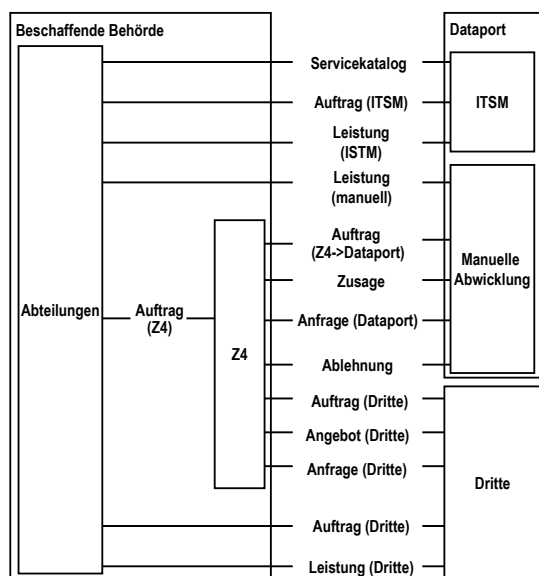 Beschaffende Behörde
Dataport
Servicekatalog
Auftrag (ITSM)
ITSM
Leistung
(ISTM)
Leistung
(manuell)
Auftrag
(Z4->Dataport)
Manuelle
Abwicklung
Zusage
Abteilungen
Auftrag
(Z4)
Anfrage (Dataport)
Z4
Ablehnung
Auftrag (Dritte)
Angebot (Dritte)
Anfrage (Dritte)
Dritte
Auftrag (Dritte)
Leistung (Dritte)